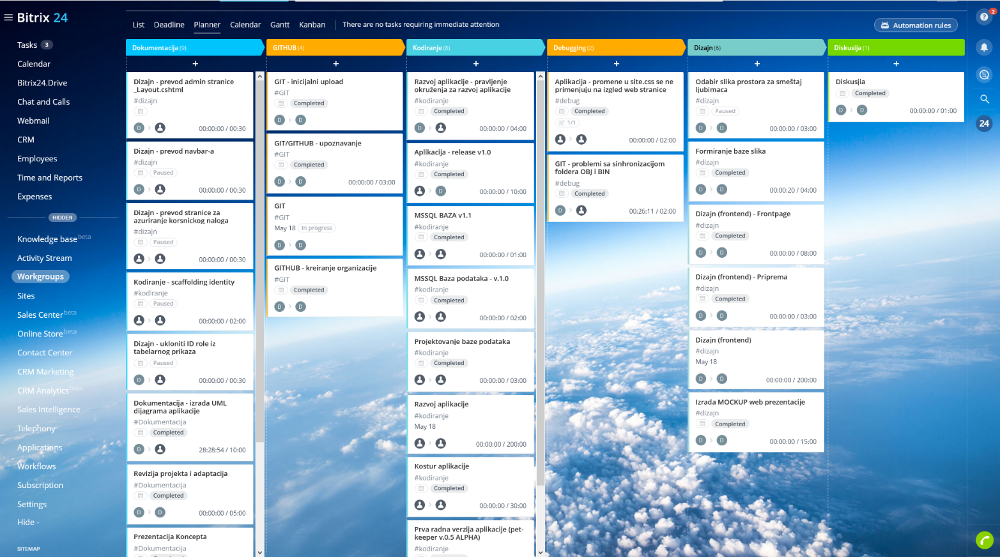 Bitrix 24
Tasks 3
Calendar
Bitrix24.Drive
Chat and Calls
Webmail
CRM
Employees
Time and Reports
Expenses
HIDDEN
Knowledge base beta
Activity Stream
Workgroups
Sites
Sales Center beta
Online Store beta
Contact Center
CRM Marketing
CRM Analytics beta
Sales Intelligence
Telephony
Applications
Workflows
Subscription
Settings
Hide -
SITEMAP
List Deadline Planner Calendar Gantt Kanban There are no tasks requiring immediate attention
Automation rules
Dokumentacija (9)
+
Dizajn - prevod admin stranice
_Layout.cshtml
#dizajn
D 00:00:00 / 00:30
Dizajn - prevod navbar-a
#dizajn
Paused
D 00:00:00 / 00:30
Dizajn - prevod stranice za
azuriranje korsnickog naloga
#dizajn
Paused
00:00:00 / 00:30
Kodiranje - scaffolding identity
#kodiranje
Paused
00:00:00 / 02:00
Dizajn - ukloniti ID role iz
tabelarnog prikaza
Paused
D 00:00:00 / 00:30
Dokumentacija - izrada UML
dijagrama aplikacije
#Dokumentacija
Completed
D 28:28:54 / 10:00
Revizija projekta i adaptacija
#Dokumentacija
Completed
D D 00:00:00 / 05:00
Prezentacija Koncepta
#Dokumentacija
GITHUB (4)
+
GIT - inicijalni upload
#GIT
Completed
D D
GIT/GITHUB - upoznavanje
#GIT
Completed
D D 00:00:00 / 03:00
GIT
#GIT
May 18 In progress
D D
GITHUB - kreiranje organizacije
#GIT
Completed
D D
Kodiranje (8)
+
Razvoj aplikacije - pravljenje
okruženja za razvoj aplikacije
#kodiranje
Completed
D 00:00:00 / 04:00
Aplikacija - release v1.0
#kodiranje
Completed
D 00:00:00 / 10:00
MSSQL BAZA v1.1
#kodiranje
Completed
00:00:00 / 01:00
MSSQL Baza podataka - v.1.0
#kodiranje
Completed
00:00:00 / 02:00
Projektovanje baze podataka
#kodiranje
Completed
00:00:00 / 03:00
Razvoj aplikacije
#kodiranje
May 18
00:00:00 / 200:00
Kostur aplikacije
#kodiranje
Completed
00:00:00 / 30:00
Prva radna verzija aplikacije (pet-
keeper v.0.5 ALPHA)
#kodiranje
Debugging (2)
+
Aplikacija - promene u site.css se ne
primenjuju na izgled web stranice
#debug
Completed
1/1
00:00:00 / 02:00
GIT - problemi sa sinhronizacijom
foldera OBJ i BIN
#debug
Completed
D 00:26:11 / 02:00
Dizajn (6)
+
Odabir slika prostora za smeštaj
ljubimaca
#dizajn
Paused
D D 00:00:00 / 03:00
Formiranje baze slika
#dizajn
Completed
D D 00:00:20 / 04:00
Dizajn (frontend) - Frontpage
#dizajn
Completed
D D 00:00:00 / 08:00
Dizajn (frontend) - Priprema
#dizajn
Completed
D D 00:00:00 / 03:00
Dizajn (frontend)
#dizajn
May 18
D D 00:00:00 / 200:00
Izrada MOCKUP web prezentacije
#dizajn
Completed
D D 00:00:00 / 15:00
Diskusija (1)
+
Diskusjia
Completed
D D 00:00:00 / 01:00
? 2
24